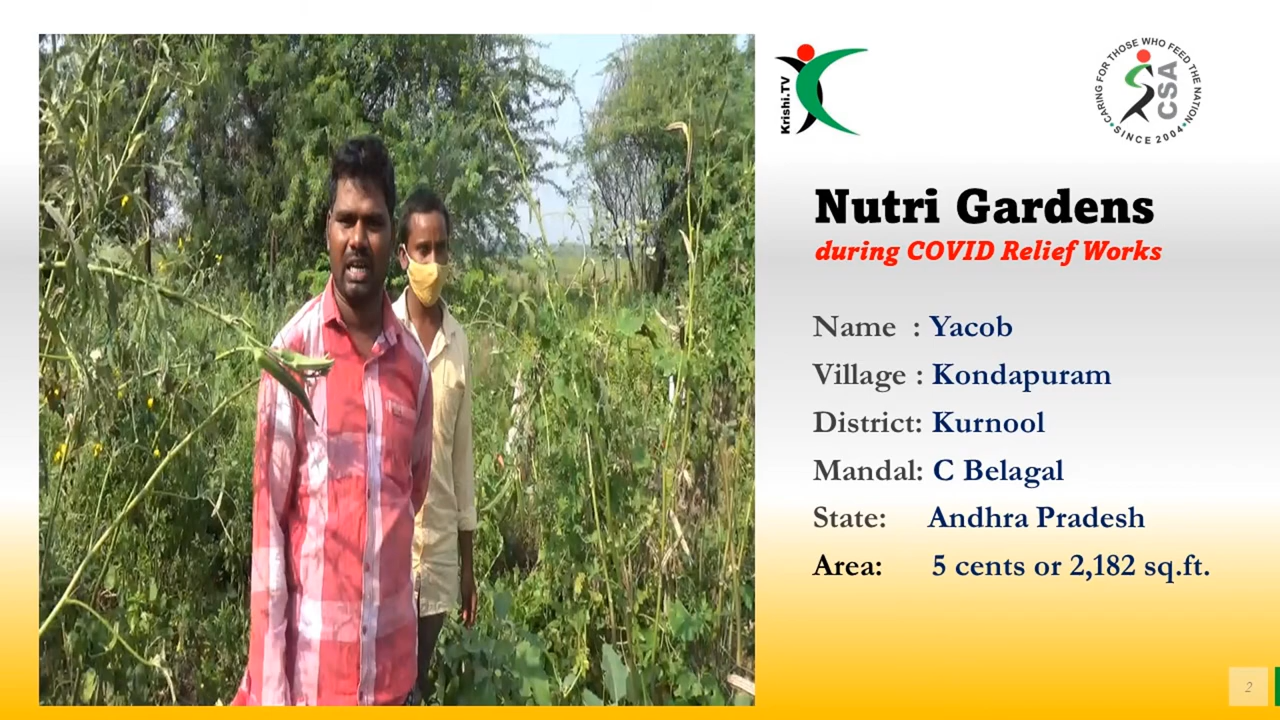 Krishi.TV
CARING FOR THOSE WHO FEED THE NATION
• SINCE 2004 •
CSA
Nutri Gardens
during COVID Relief Works
Name : Yacob
Village : Kondapuram
District: Kurnool
Mandal: C Belagal
State: Andhra Pradesh
Area: 5 cents or 2,182 sq.ft.
2